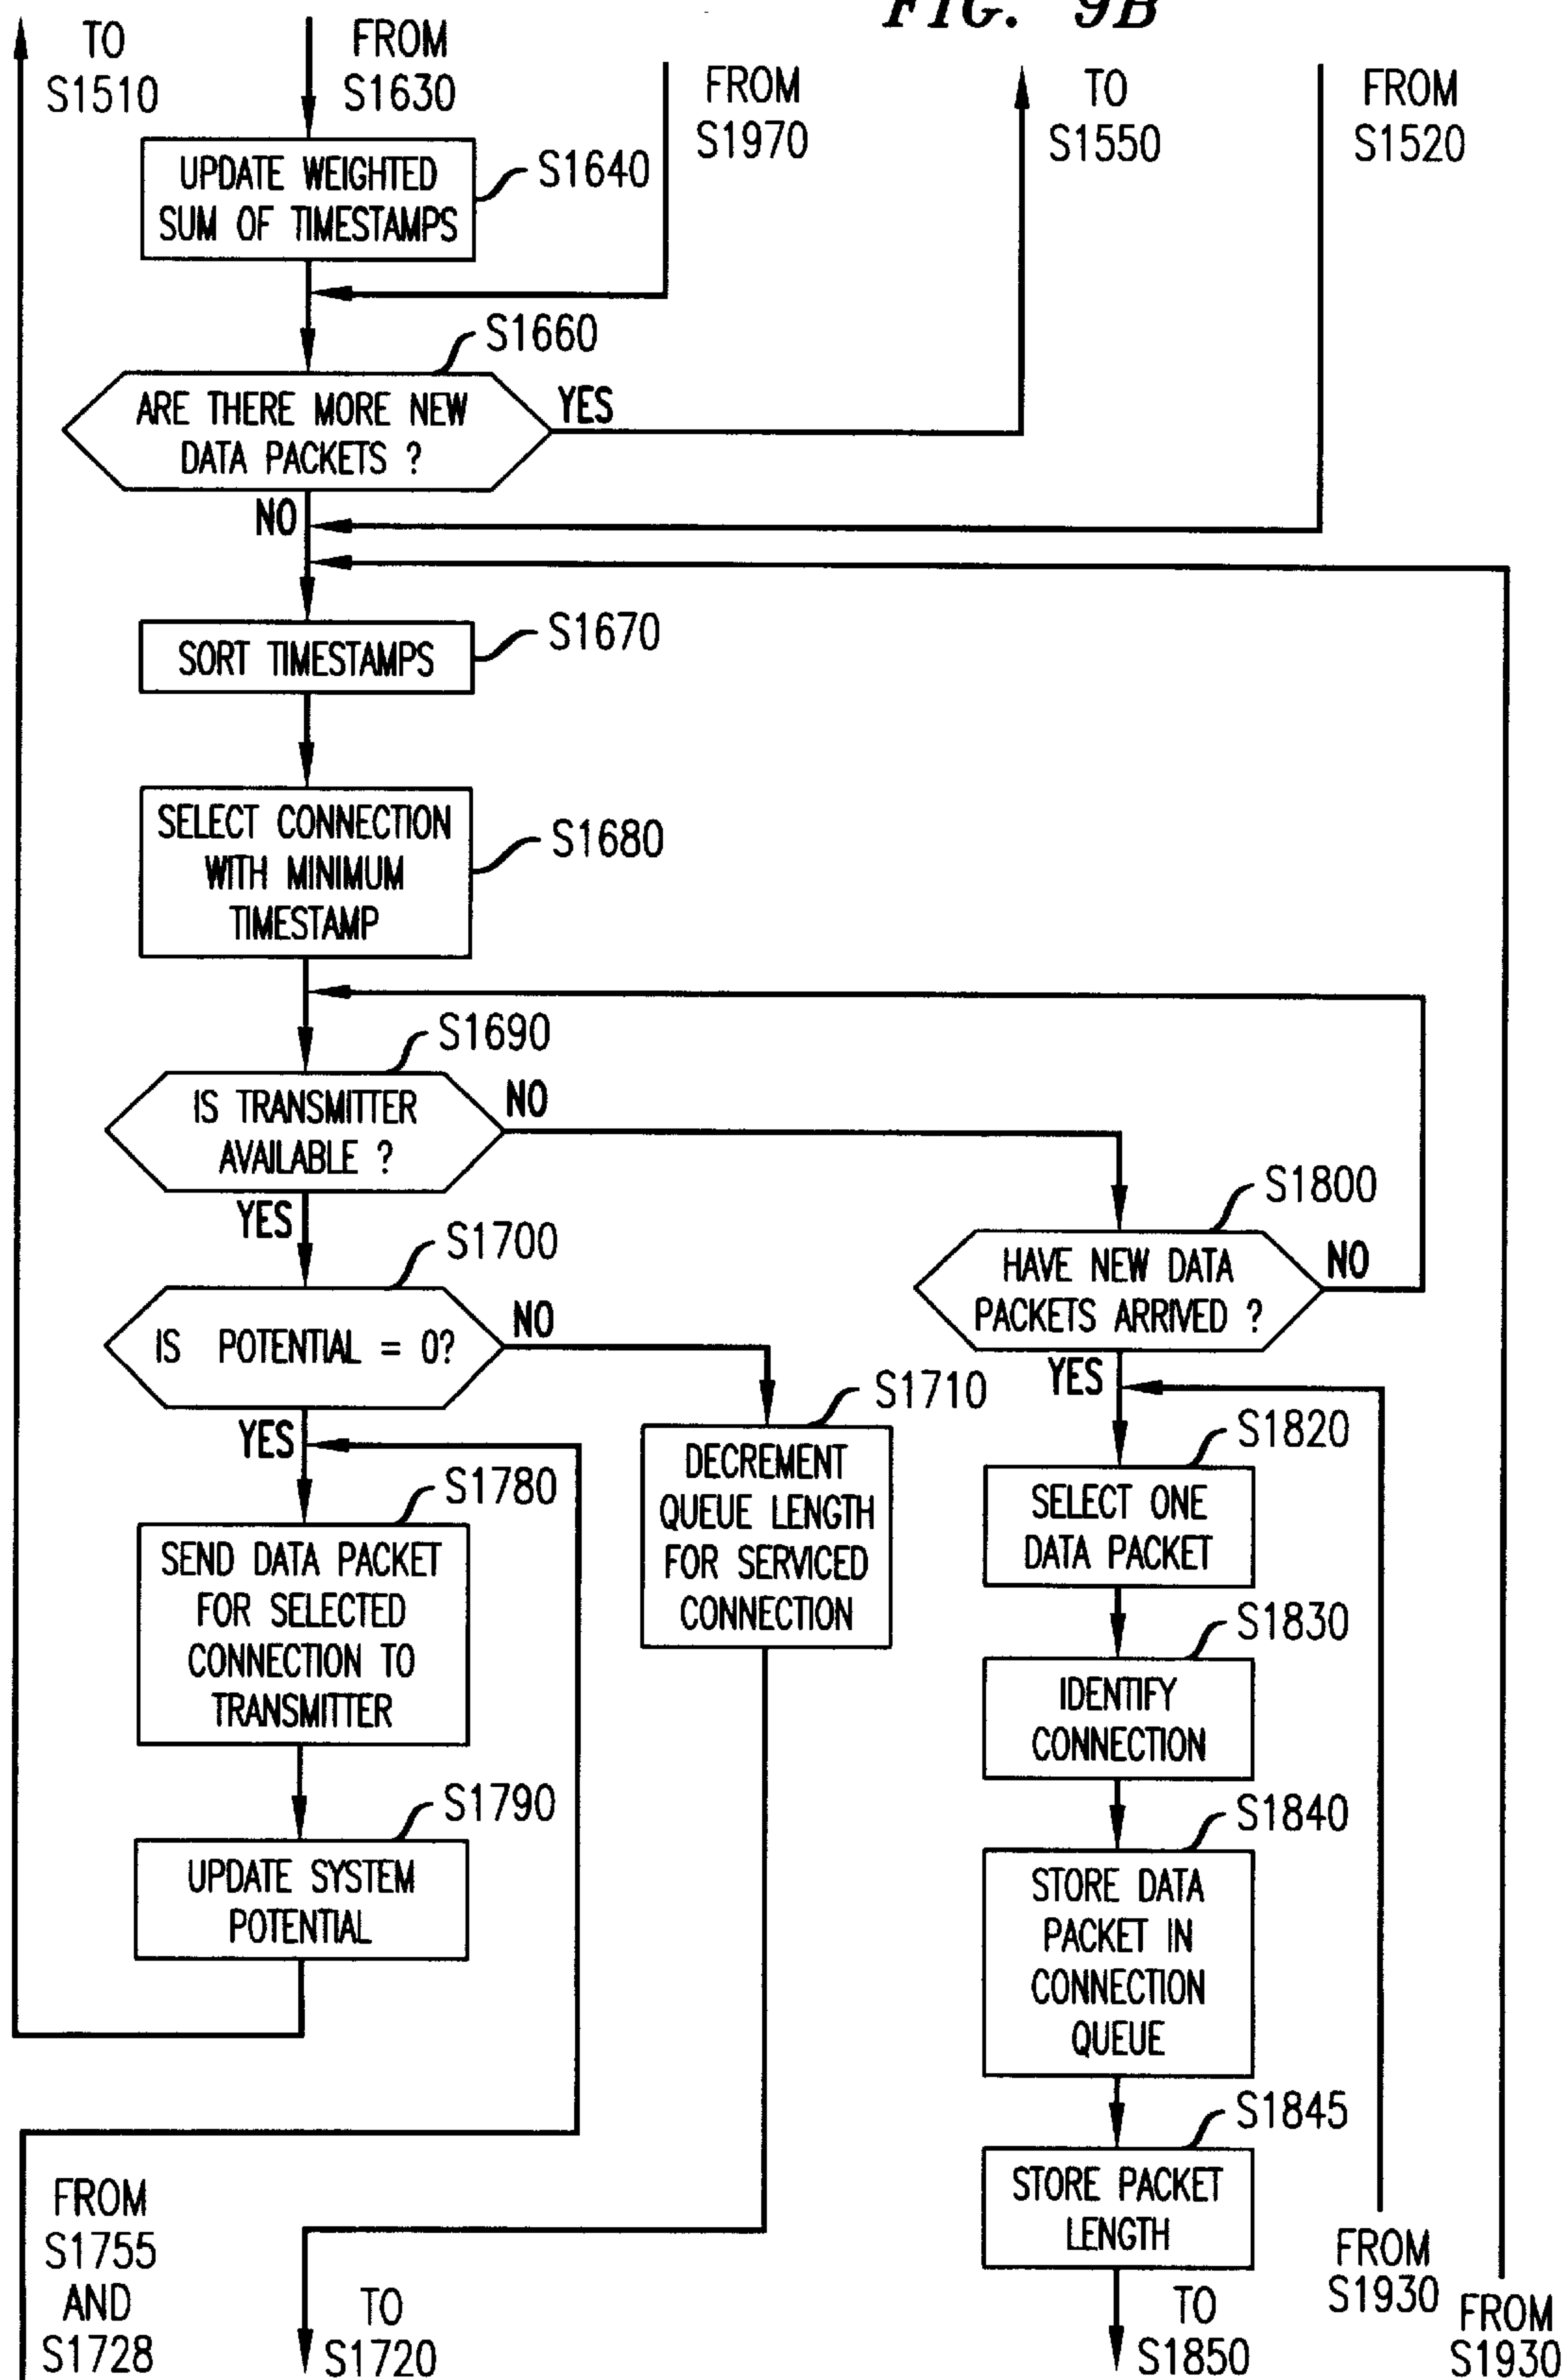 FIG. 9B
TO
S1510
FROM
S1630
FROM
S1970
TO
S1550
FROM
S1520
UPDATE WEIGHTED
SUM OF TIMESTAMPS
S1640
S1660
ARE THERE MORE NEW
DATA PACKETS ?
YES
NO
SORT TIMESTAMPS
S1670
SELECT CONNECTION
WITH MINIMUM
TIMESTAMP
S1680
S1690
IS TRANSMITTER
AVAILABLE ?
NO
YES
S1700
IS POTENTIAL = 0?
NO
YES
S1710
DECREMENT
QUEUE LENGTH
FOR SERVICED
CONNECTION
S1780
SEND DATA PACKET
FOR SELECTED
CONNECTION TO
TRANSMITTER
S1790
UPDATE SYSTEM
POTENTIAL
S1800
HAVE NEW DATA
PACKETS ARRIVED ?
NO
YES
S1820
SELECT ONE
DATA PACKET
S1830
IDENTIFY
CONNECTION
S1840
STORE DATA
PACKET IN
CONNECTION
QUEUE
S1845
STORE PACKET
LENGTH
FROM
S1755
AND
S1728
TO
S1720
TO
S1850
FROM
S1930
FROM
S1930